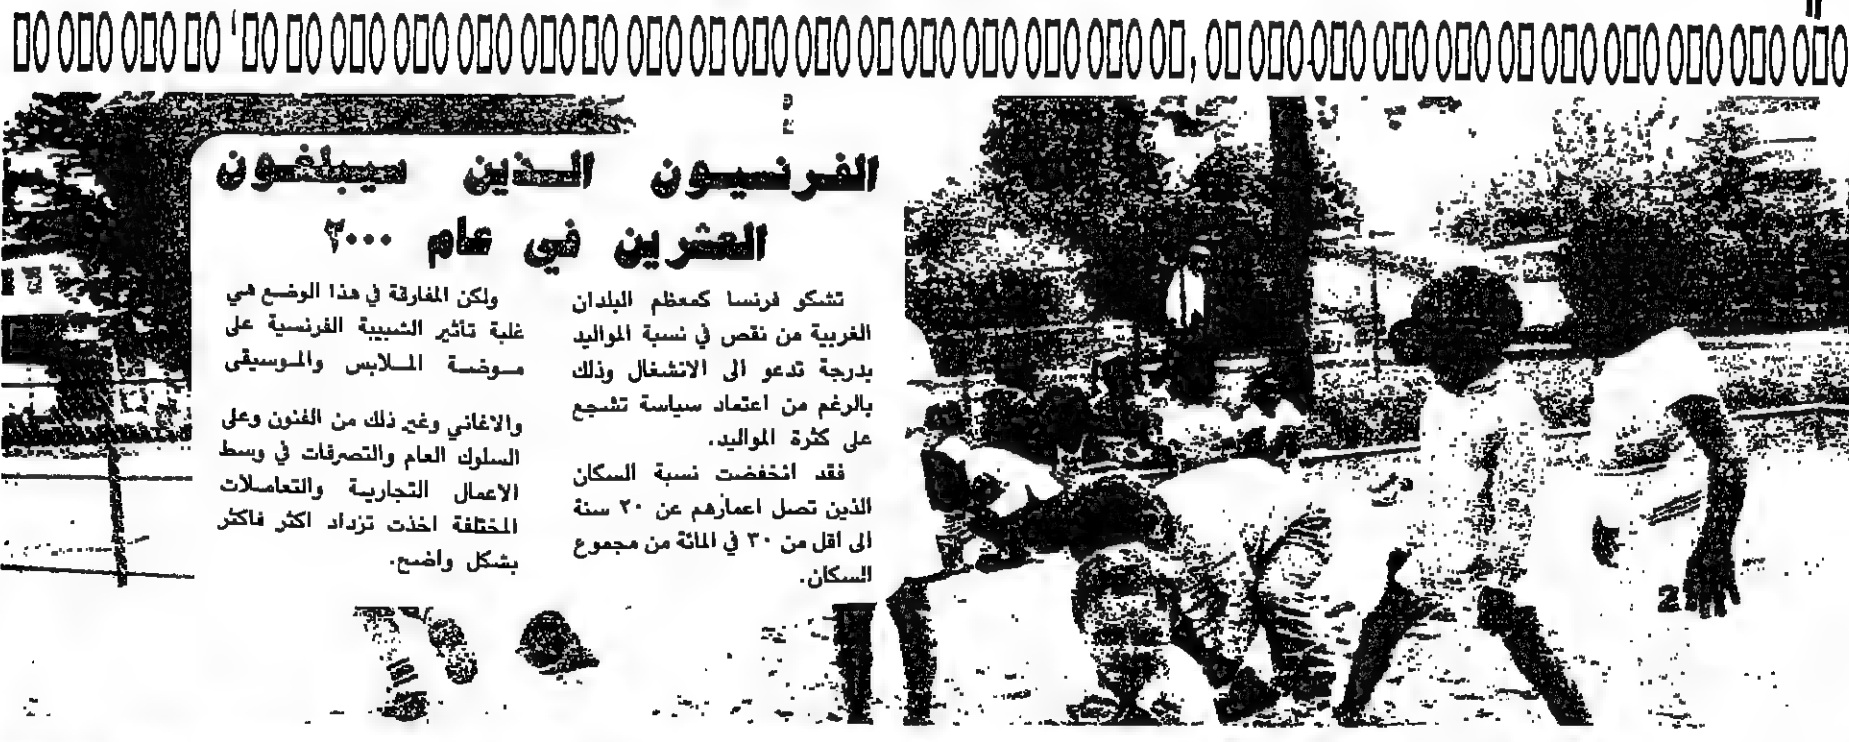 الفرنسيون الذين سيبلغون
العشرين في عام ٢٠٠٠
تشكو فرنسا كمعظم البلدان
الغربية من نقص في نسبة المواليد
بدرجة تدعو الى الانشغال وذلك
بالرغم من اعتماد سياسة تشجع
على كثرة المواليد.
فقد انخفضت نسبة السكان
الذين تصل اعمارهم عن ٢٠ سنة
الى اقل من ٣٠ في المائة من مجموع
السكان.
ولكن المفارقة في هذا الوضع هي
غلبة تأثير الشبيبة الفرنسية على
موضة الملابس والموسيقى
والاغاني وغير ذلك من الفنون وعلى
السلوك العام والتصرفات في وسط
الاعمال التجارية والتعاملات
المختلفة اخذت تزداد اكثر فاكثر
بشكل واضح.
2